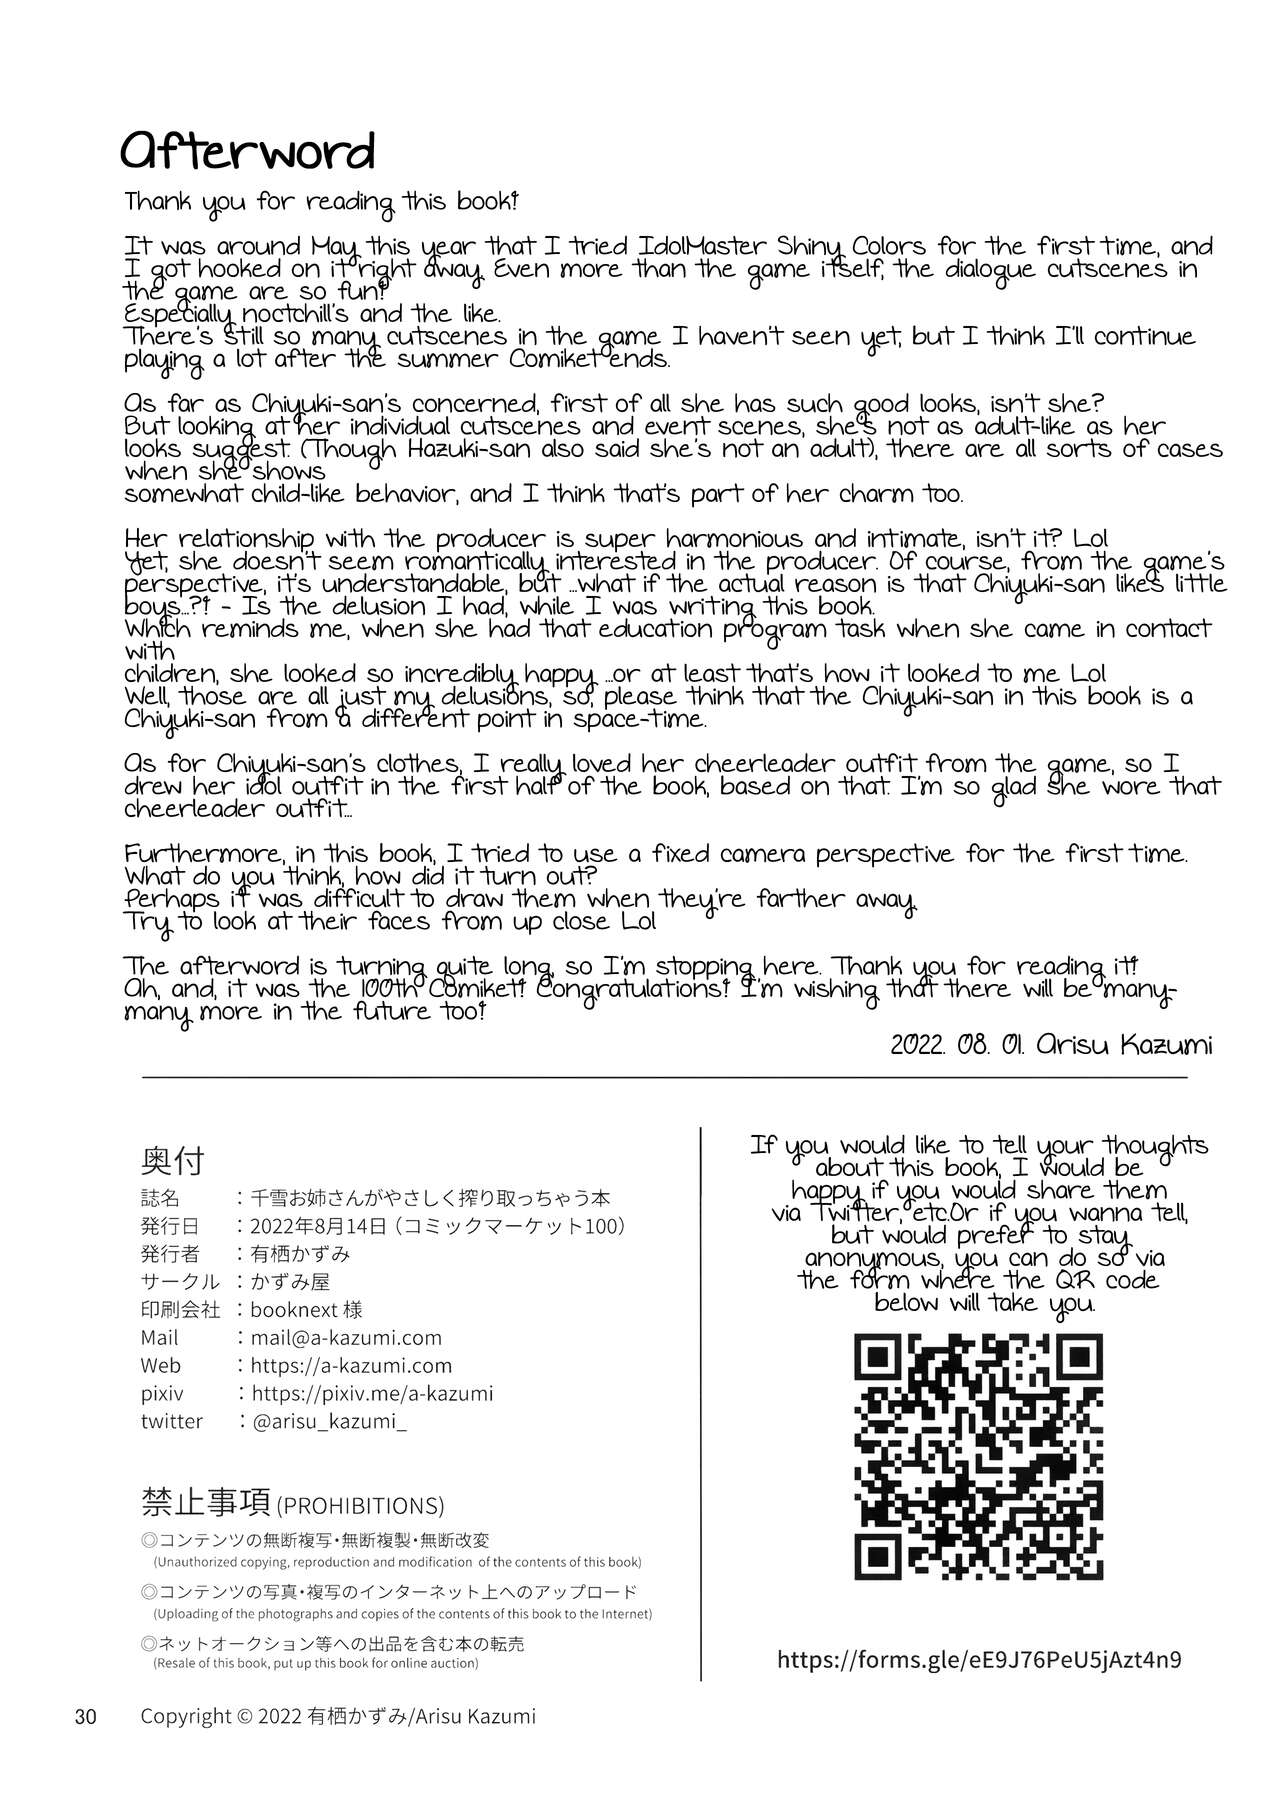 Afterword
Thank you for reading this book!
It was around May this year that I tried IdolMaster Shiny Colors for the first time, and
I got hooked on it right away. Even more than the game itself, the dialogue cutscenes in
the game are so fun!
Especially noctchill's and the like.
There's still so many cutscenes in the game I haven't seen yet, but I think I'll continue
playing a lot after the summer Comiket ends.
As far as Chiyuki-san's concerned, first of all she has such good looks, isn't she?
But looking at her individual cutscenes and event scenes, she's not as adult-like as her
looks suggest. (Though Hazuki-san also said she's not an adult), there are all sorts of cases
when she shows
somewhat child-like behavior, and I think that's part of her charm too.
Her relationship with the producer is super harmonious and intimate, isn't it? Lol
Yet, she doesn't seem romantically interested in the producer. Of course, from the game's
perspective, it's understandable, but ...what if the actual reason is that Chiyuki-san likes little
boys...?! - Is the delusion I had, while I was writing this book.
Which reminds me, when she had that education program task when she came in contact
with
children, she looked so incredibly happy ...or at least that's how it looked to me Lol
Well, those are all just my delusions, so, please think that the Chiyuki-san in this book is a
Chiyuki-san from a different point in space-time.
As for Chiyuki-san's clothes, I really loved her cheerleader outfit from the game, so I
drew her idol outfit in the first half of the book, based on that. I'm so glad she wore that
cheerleader outfit...
Furthermore, in this book, I tried to use a fixed camera perspective for the first time.
What do you think, how did it turn out?
Perhaps it was difficult to draw them when they're farther away.
Try to look at their faces from up close Lol
The afterword is turning quite long, so I'm stopping here. Thank you for reading it!
Ah, and, it was the 100th Comiket! Congratulations! I'm wishing that there will be many-
many more in the future too!
2022. 08. 01. Arisu Kazumi
奥付
誌名 : 千雪お姉さんがやさしく搾り取っちゃう本
発行日 : 2022年8月14日（コミックマーケット100）
発行者 : 有栖かずみ
サークル : かずみ屋
印刷会社 : booknext 様
Mail : mail@a-kazumi.com
Web : https://a-kazumi.com
pixiv : https://pixiv.me/a-kazumi
twitter : @arisu_kazumi_
禁止事項 (PROHIBITIONS)
◎コンテンツの無断複写・無断複製・無断改変
(Unauthorized copying, reproduction and modification of the contents of this book)
◎コンテンツの写真・複写のインターネット上へのアップロード
(Uploading of the photographs and copies of the contents of this book to the Internet)
◎ネットオークション等への出品を含む本の転売
(Resale of this book, put up this book for online auction)
If you would like to tell your thoughts
about this book, I would be
happy if you would share them
via Twitter, etc.Or if you wanna tell,
but would prefer to stay
anonymous, you can do so via
the form where the QR code
below will take you.
https://forms.gle/eE9J76PeU5jAzt4n9
30 Copyright © 2022 有栖かずみ/Arisu Kazumi